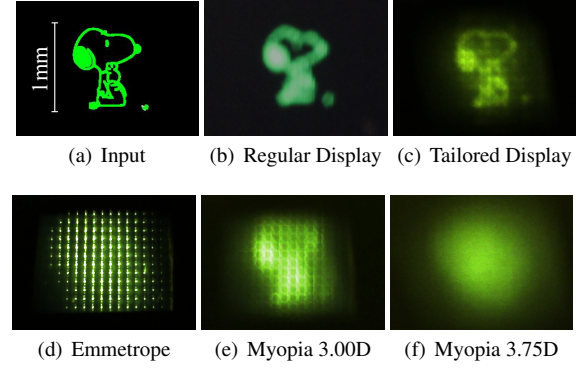 1mm
(a) Input
(b) Regular Display
(c) Tailored Display
(d) Emmetrope
(e) Myopia 3.00D
(f) Myopia 3.75D